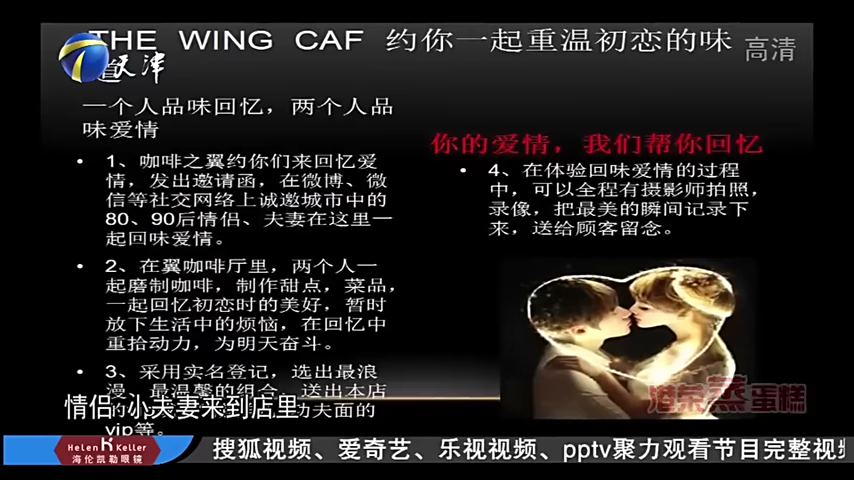 THE WING CAF 约你一起重温初恋的味
道
天津
高清
一个人品味回忆，两个人品
味爱情
• 1、咖啡之翼约你们来回忆爱
情，发出邀请函，在微博、微
信等社交网络上诚邀城市中的
80、90后情侣、夫妻在这里一
起回味爱情。
• 2、在翼咖啡厅里，两个人一
起磨制咖啡，制作甜点，菜品，
一起回忆初恋时的美好，暂时
放下生活中的烦恼，在回忆中
重拾动力，为明天奋斗。
• 3、采用实名登记，选出最浪
漫、最温馨的组合，送出本店
的
功夫面的
vip等。
你的爱情，我们帮你回忆
• 4、在体验回味爱情的过程
中，可以全程有摄影师拍照，
录像，把最美的瞬间记录下
来，送给顾客留念。
港荣蒸蛋糕
情侣 小夫妻来到店里
Helen Keller
海伦凯勒眼镜
搜狐视频、爱奇艺、乐视视频、pptv聚力观看节目完整视频